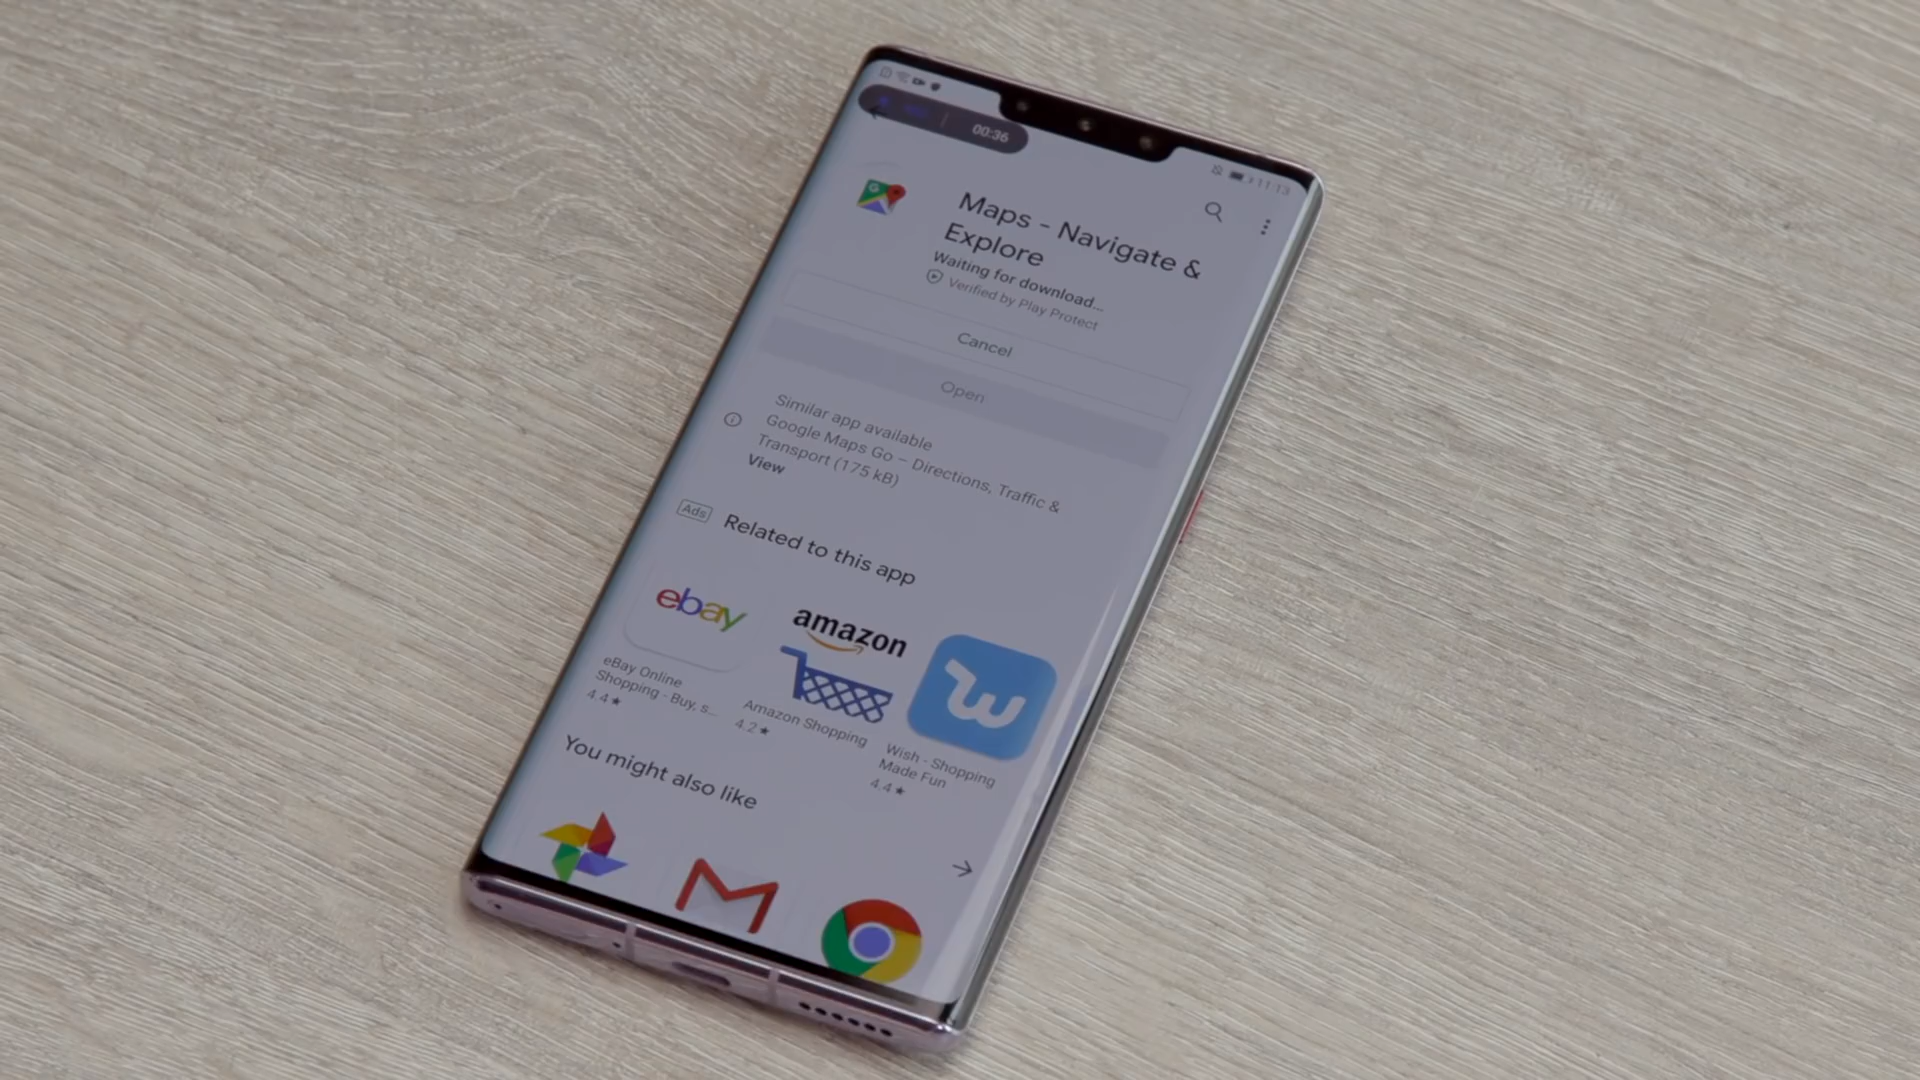 00:36
11:13
Maps - Navigate &
Explore
Waiting for download...
Verified by Play Protect
Cancel
Open
Similar app available
Google Maps Go – Directions, Traffic &
Transport (175 kB)
View
Ads
Related to this app
ebay
amazon
eBay Online
Shopping - Buy, s...
4.4★
Amazon Shopping
4.2★
Wish - Shopping
Made Fun
4.4★
You might also like